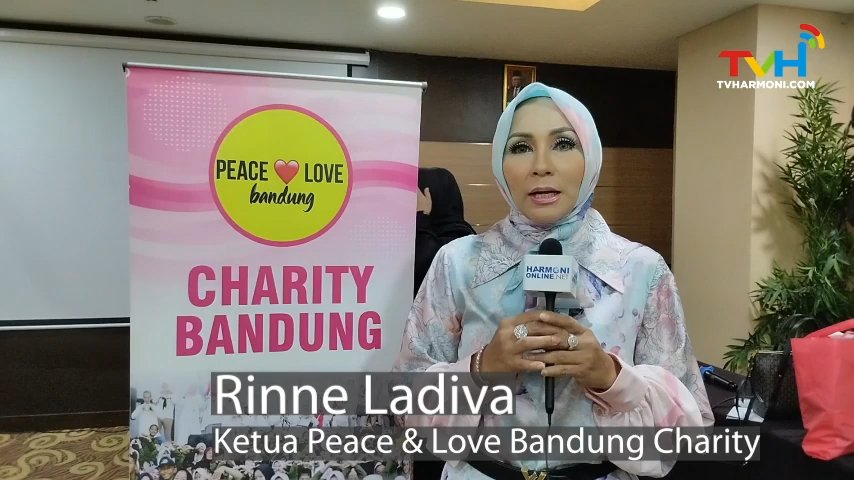 TVH
TVHARMONI.COM
PEACE ❤ LOVE
bandung
CHARITY
BANDUNG
HARMONI
ONLINE.NET
Rinne Ladiva
Ketua Peace & Love Bandung Charity